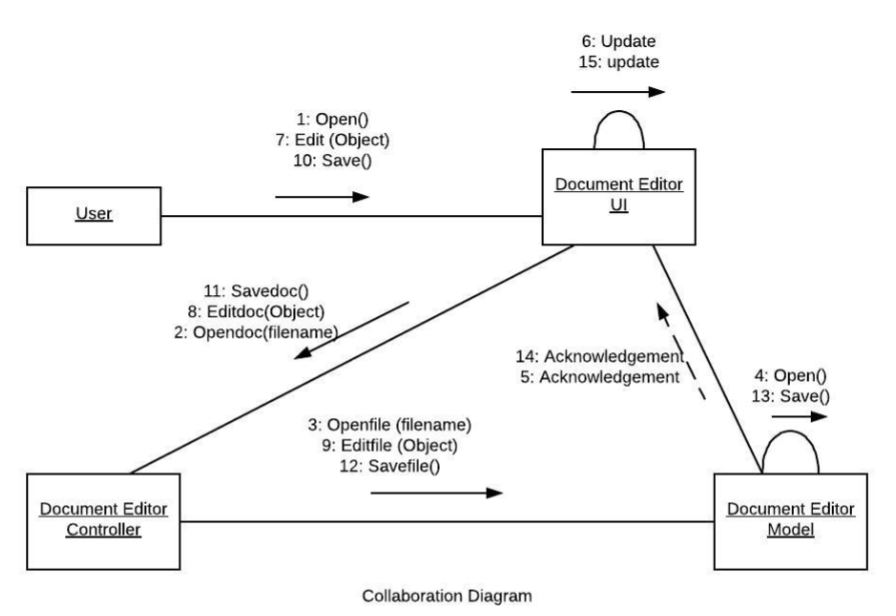 6: Update
15: update
1: Open()
7: Edit (Object)
10: Save()
Document Editor
UI
User
11: Savedoc()
8: Editdoc(Object)
2: Opendoc(filename)
14: Acknowledgement
5: Acknowledgement
4: Open()
13: Save()
3: Openfile (filename)
9: Editfile (Object)
12: Savefile()
Document Editor
Controller
Document Editor
Model
Collaboration Diagram